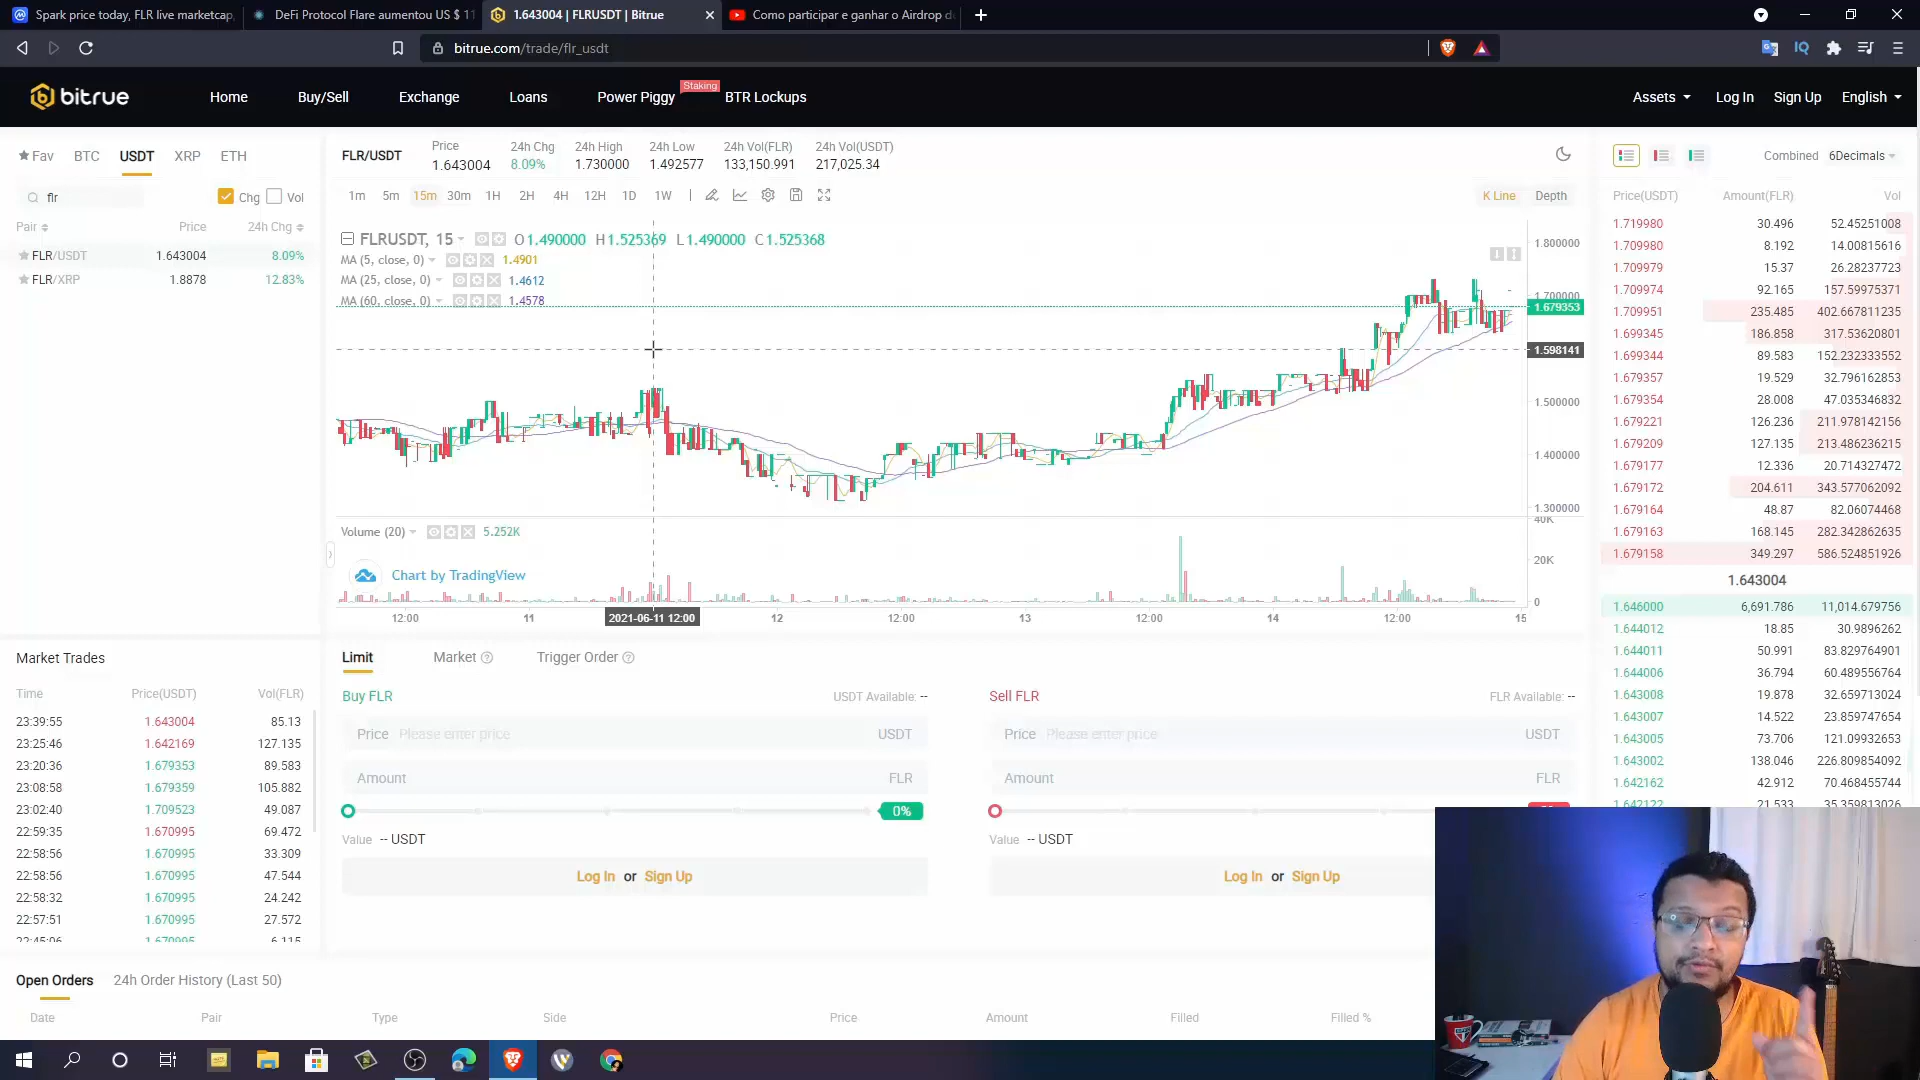 Spark price today, FLR live marketcap,
DeFi Protocol Flare aumentou US $ 11
1.643004 | FLRUSDT | Bitrue
Como participar e ganhar o Airdrop d
bitrue.com/trade/flr_usdt
bitrue
Home
Buy/Sell
Exchange
Loans
Power Piggy
Staking
BTR Lockups
Assets
Log In
Sign Up
English
Fav BTC USDT XRP ETH
flr
Chg Vol
Pair Price 24h Chg
FLR/USDT 1.643004 8.09%
FLR/XRP 1.8878 12.83%
FLR/USDT
Price 24h Chg 24h High 24h Low 24h Vol(FLR) 24h Vol(USDT)
1.643004 8.09% 1.730000 1.492577 133,150.991 217,025.34
1m 5m 15m 30m 1H 2H 4H 12H 1D 1W
K Line Depth
FLRUSDT, 15 O1.490000 H1.525369 L1.490000 C1.525368
MA (5, close, 0) 1.4901
MA (25, close, 0) 1.4612
MA (60, close, 0) 1.4578
1.800000
1.700000
1.679353
1.598141
1.500000
1.400000
1.300000
Volume (20) 5.252K
40K
20K
0
Chart by TradingView
12:00 11 2021-06-11 12:00 12 12:00 13 12:00 14 12:00 15
Combined 6Decimals
Price(USDT) Amount(FLR) Vol
1.719980 30.496 52.45251008
1.709980 8.192 14.00815616
1.709979 15.37 26.28237723
1.709974 92.165 157.59975371
1.709951 235.485 402.667811235
1.699345 186.858 317.53620801
1.699344 89.583 152.232333552
1.679357 19.529 32.796162853
1.679354 28.008 47.035346832
1.679221 126.236 211.978142156
1.679209 127.135 213.486236215
1.679177 12.336 20.714327472
1.679172 204.611 343.577062092
1.679164 48.87 82.06074468
1.679163 168.145 282.342862635
1.679158 349.297 586.524851926
1.643004
1.646000 6,691.786 11,014.679756
1.644012 18.85 30.9896262
1.644011 50.991 83.829764901
1.644006 36.794 60.489556764
1.643008 19.878 32.659713024
1.643007 14.522 23.859747654
1.643005 73.706 121.09932653
1.643002 138.046 226.809854092
1.642162 42.912 70.468455744
1.642122 21.533 35.359813026
Market Trades
Time Price(USDT) Vol(FLR)
23:39:55 1.643004 85.13
23:25:46 1.642169 127.135
23:20:36 1.679353 89.583
23:08:58 1.679359 105.882
23:02:40 1.709523 49.087
22:59:35 1.670995 69.472
22:58:56 1.670995 33.309
22:58:56 1.670995 47.544
22:58:32 1.670995 24.242
22:57:51 1.670995 27.572
22:45:06 1.670995 6.115
Limit Market Trigger Order
Buy FLR USDT Available: --
Price Please enter price USDT
Amount FLR
0%
Value -- USDT
Log In or Sign Up
Sell FLR FLR Available: --
Price Please enter price USDT
Amount FLR
Value -- USDT
Log In or Sign Up
Open Orders 24h Order History (Last 50)
Date Pair Type Side Price Amount Filled Filled %